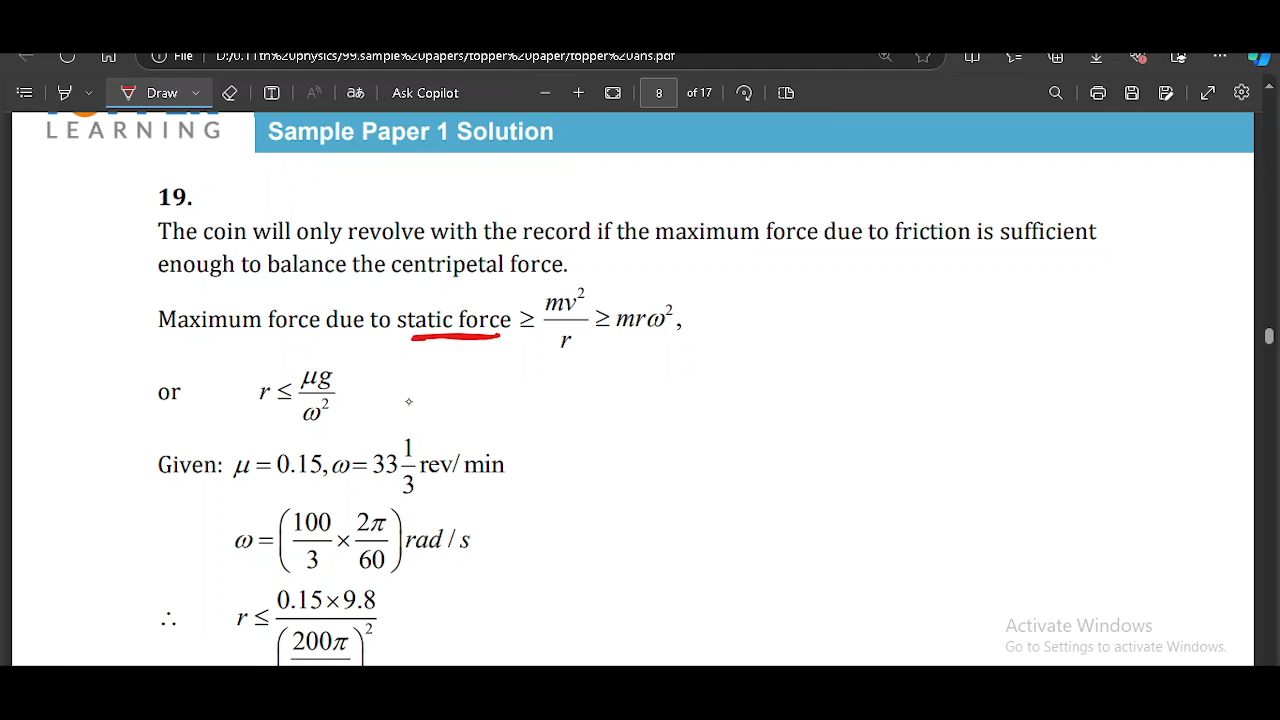 File D:/0.11th%20physics/99.sample%20papers/topper%20paper/topper%20ans.pdf
Draw Ask Copilot 8 of 17
LEARNING
Sample Paper 1 Solution
19.
The coin will only revolve with the record if the maximum force due to friction is sufficient
enough to balance the centripetal force.
Maximum force due to static force ≥ mv²/r ≥ mrω²,
or r ≤ μg/ω²
Given: μ = 0.15, ω = 33 1/3 rev/min
ω = (100/3 × 2π/60) rad/s
∴ r ≤ 0.15×9.8/(200π)²
Activate Windows
Go to Settings to activate Windows.